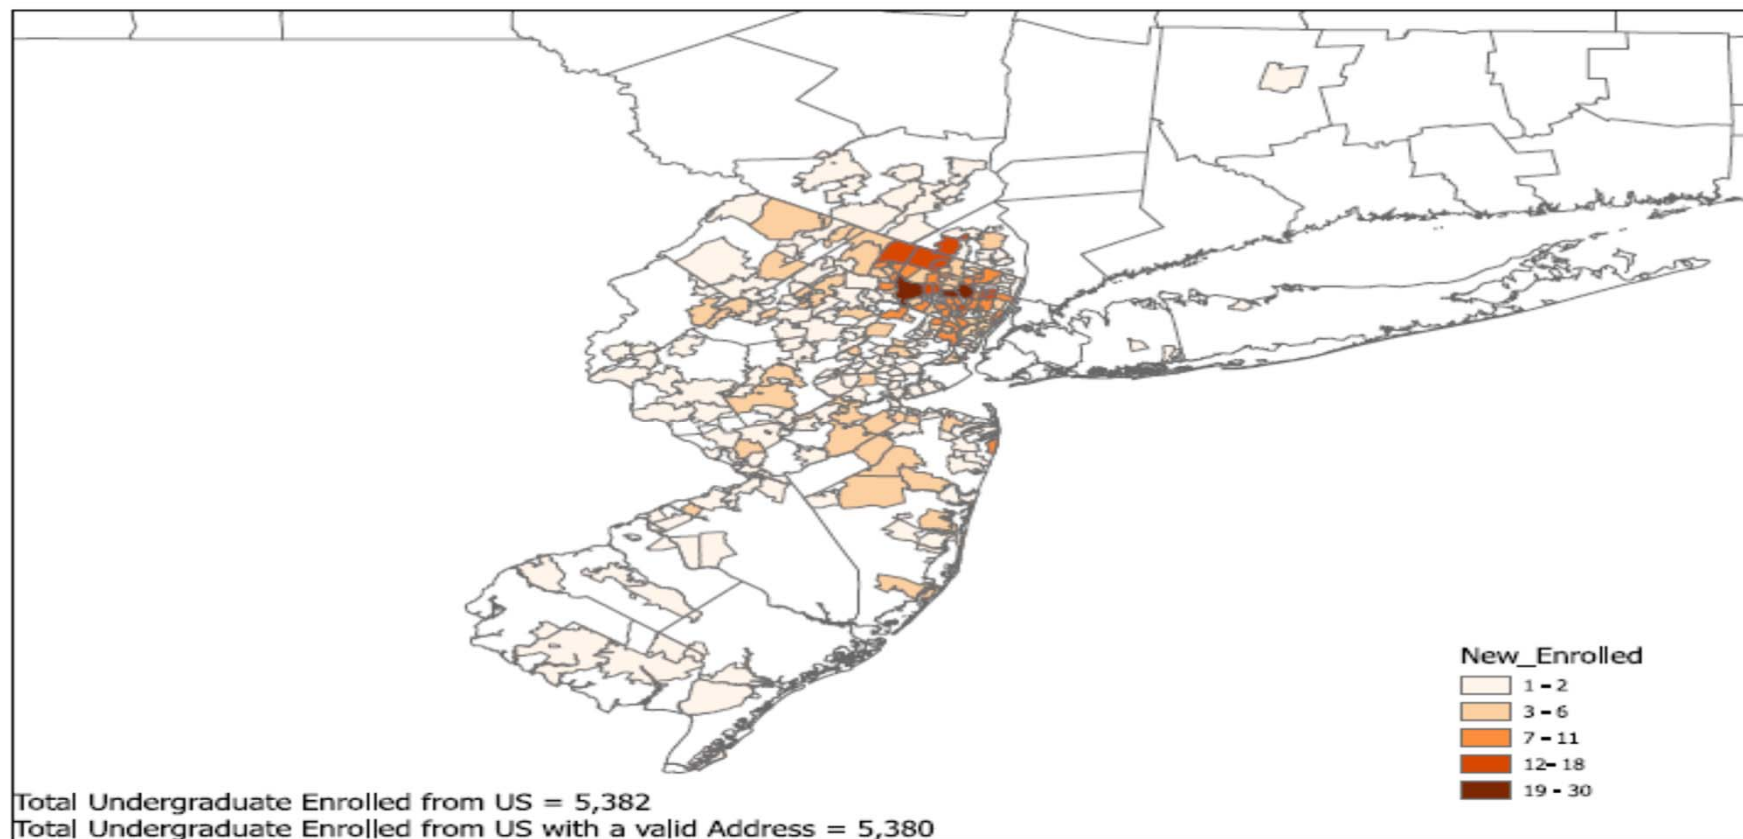 New_Enrolled
1 - 2
3 - 6
7 - 11
12- 18
19 - 30
Total Undergraduate Enrolled from US = 5,382
Total Undergraduate Enrolled from US with a valid Address = 5,380